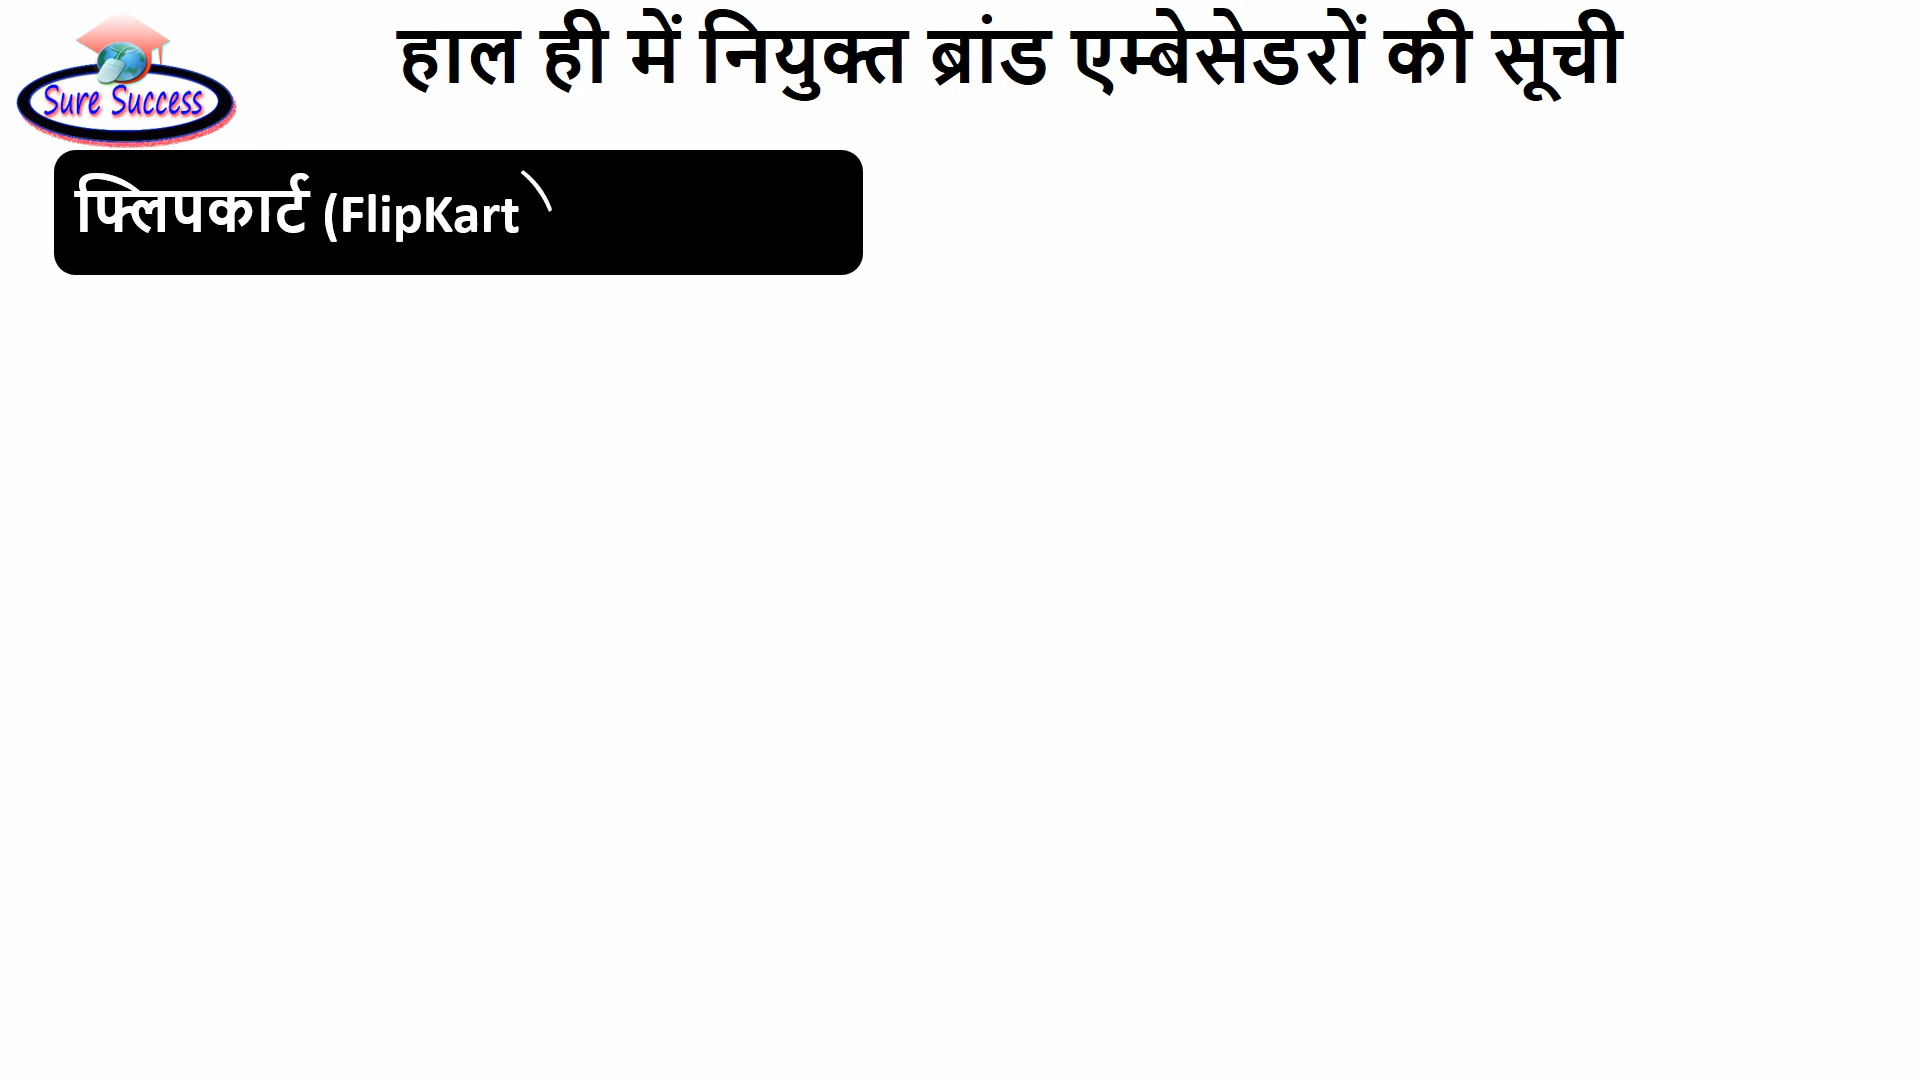 हाल ही में नियुक्त ब्रांड एम्बेसेडरों की सूची
Sure Success
फ्लिपकार्ट (FlipKart)